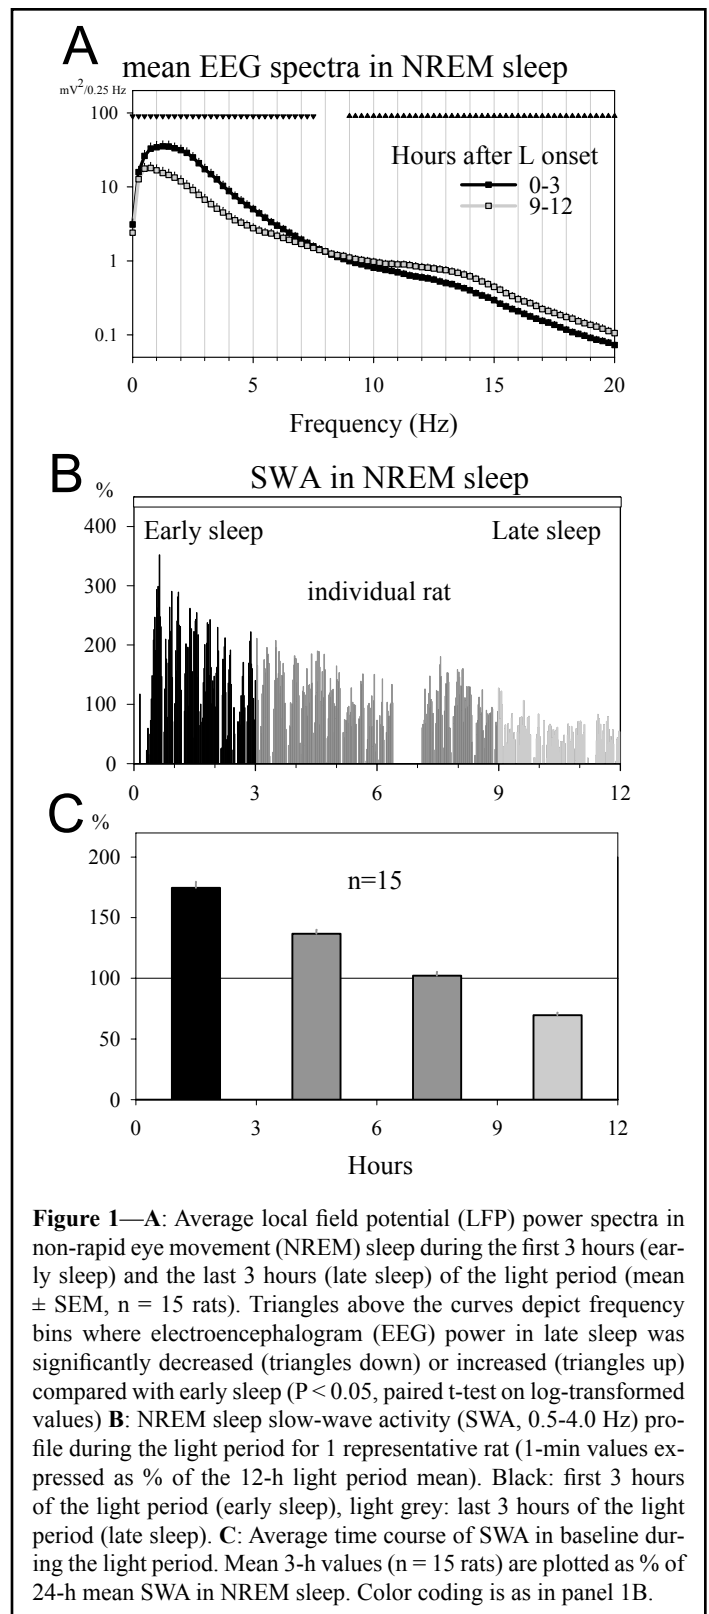 A
mean EEG spectra in NREM sleep
mV2/0.25 Hz
100
10
1
0.1
Hours after L onset
0-3
9-12
0 5 10 15 20
Frequency (Hz)
B
%
SWA in NREM sleep
400
300
200
100
0
Early sleep
Late sleep
individual rat
0 3 6 9 12
C
%
200
150
100
50
0
n=15
0 3 6 9 12
Hours
Figure 1—A: Average local field potential (LFP) power spectra in
non-rapid eye movement (NREM) sleep during the first 3 hours (ear-
ly sleep) and the last 3 hours (late sleep) of the light period (mean
± SEM, n = 15 rats). Triangles above the curves depict frequency
bins where electroencephalogram (EEG) power in late sleep was
significantly decreased (triangles down) or increased (triangles up)
compared with early sleep (P < 0.05, paired t-test on log-transformed
values) B: NREM sleep slow-wave activity (SWA, 0.5-4.0 Hz) pro-
file during the light period for 1 representative rat (1-min values ex-
pressed as % of the 12-h light period mean). Black: first 3 hours
of the light period (early sleep), light grey: last 3 hours of the light
period (late sleep). C: Average time course of SWA in baseline dur-
ing the light period. Mean 3-h values (n = 15 rats) are plotted as % of
24-h mean SWA in NREM sleep. Color coding is as in panel 1B.